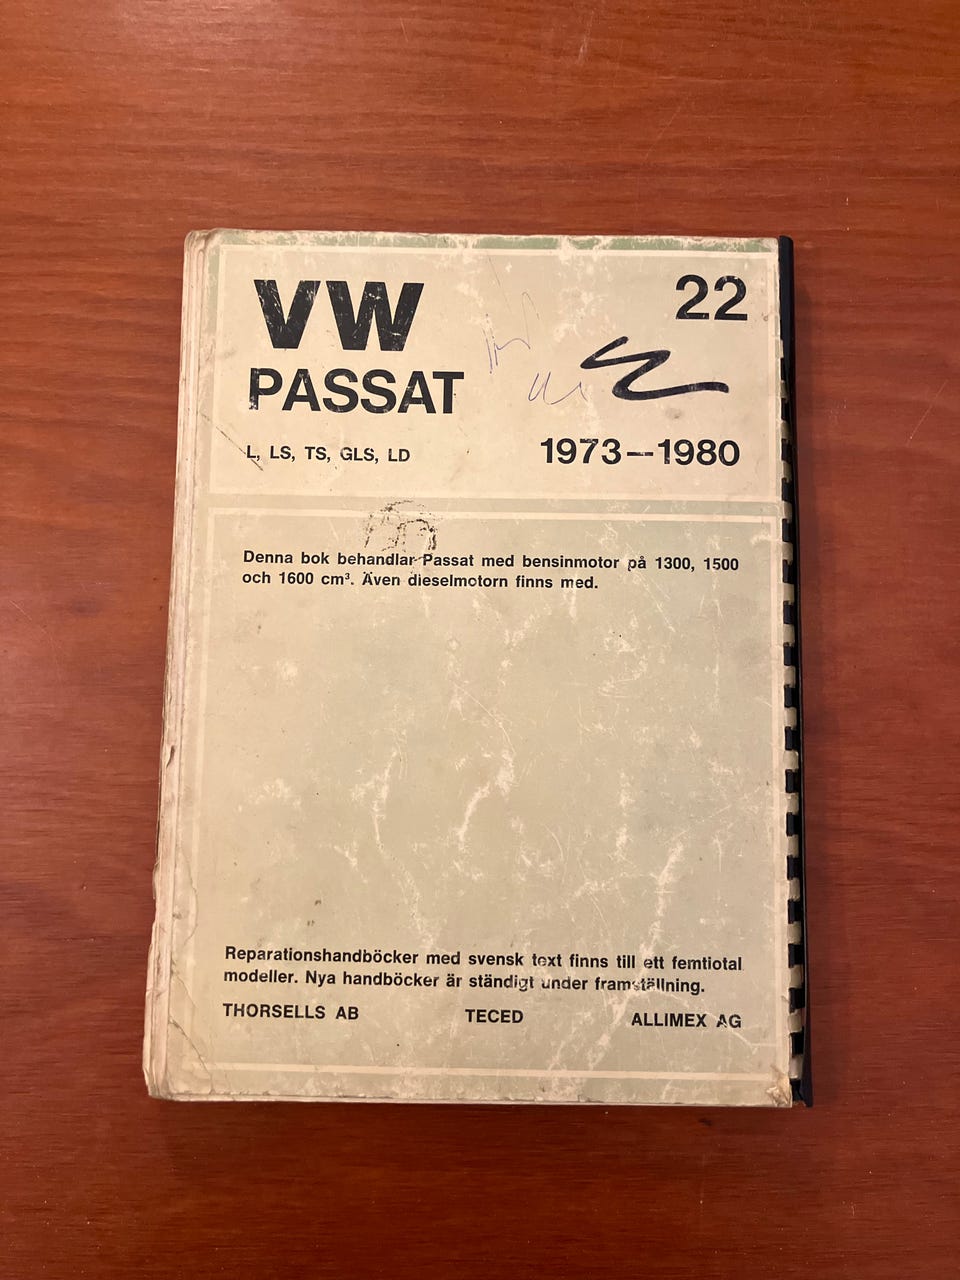 VW
22
PASSAT
L, LS, TS, GLS, LD
1973—1980
Denna bok behandlar Passat med bensinmotor på 1300, 1500
och 1600 cm³. Även dieselmotorn finns med.
Reparationshandböcker med svensk text finns till ett femtiotal
modeller. Nya handböcker är ständigt under framställning.
THORSELLS AB TECED ALLIMEX AG